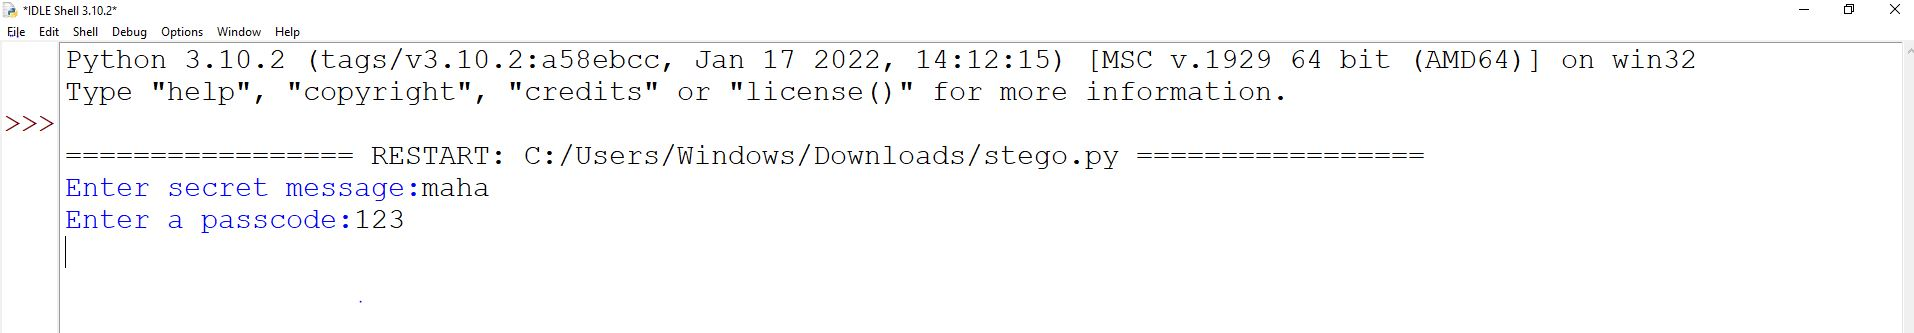 *IDLE Shell 3.10.2*
File Edit Shell Debug Options Window Help
Python 3.10.2 (tags/v3.10.2:a58ebcc, Jan 17 2022, 14:12:15) [MSC v.1929 64 bit (AMD64)] on win32
Type "help", "copyright", "credits" or "license()" for more information.
>>>
================= RESTART: C:/Users/Windows/Downloads/stego.py =================
Enter secret message:maha
Enter a passcode:123